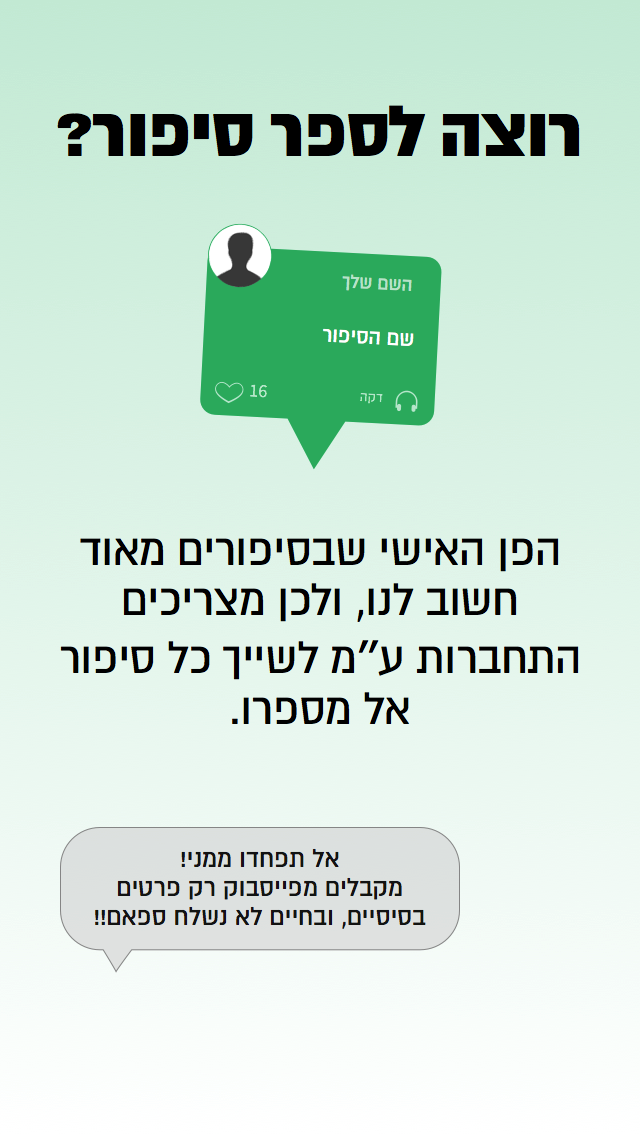 רוצה לספר סיפור?
השם שלך
שם הסיפור
דקה
16
הפן האישי שבסיפורים מאוד
חשוב לנו, ולכן מצריכים
התחברות ע״מ לשייך כל סיפור
אל מספרו.
אל תפחדו ממני!
מקבלים מפייסבוק רק פרטים
בסיסיים, ובחיים לא נשלח ספאם!!